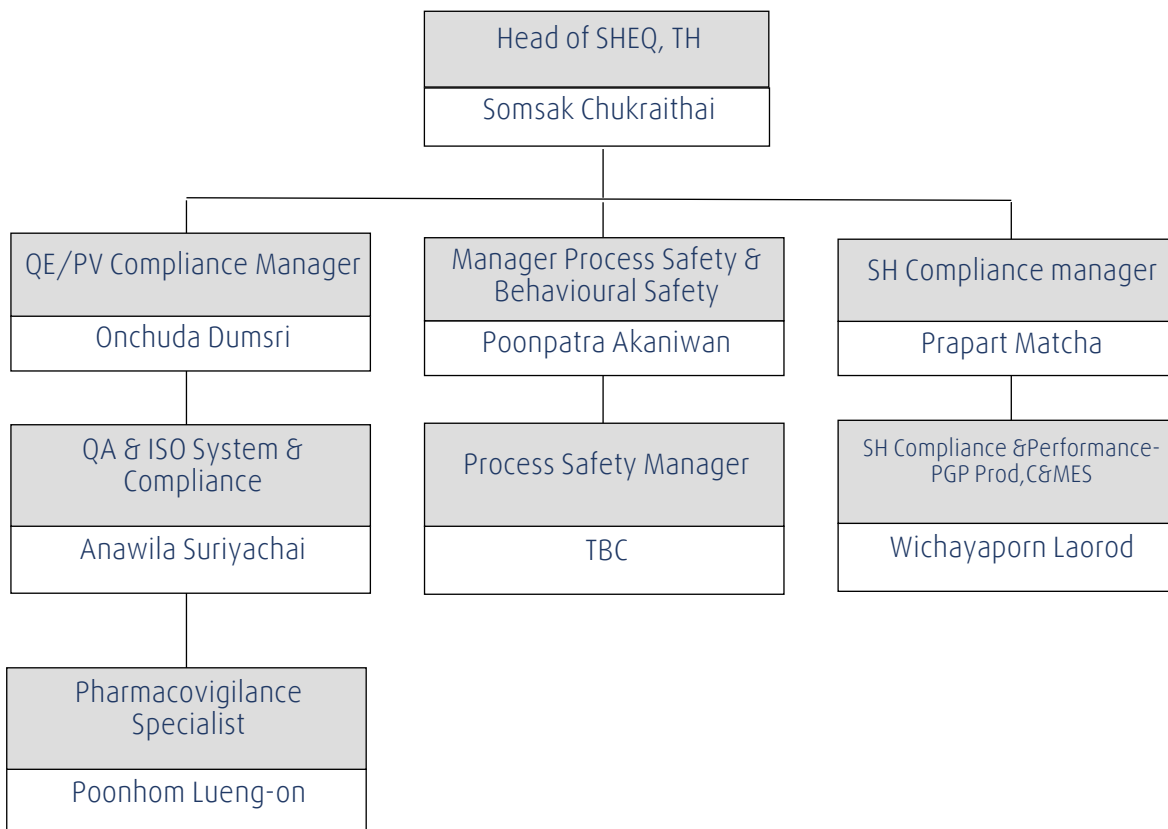 Head of SHEQ, TH
Somsak Chukraithai
QE/PV Compliance Manager
Onchuda Dumsri
Manager Process Safety &
Behavioural Safety
Poonpatra Akaniwan
SH Compliance manager
Prapart Matcha
QA & ISO System &
Compliance
Anawila Suriyachai
Process Safety Manager
TBC
SH Compliance &Performance-
PGP Prod,C&MES
Wichayaporn Laorod
Pharmacovigilance
Specialist
Poonhom Lueng-on